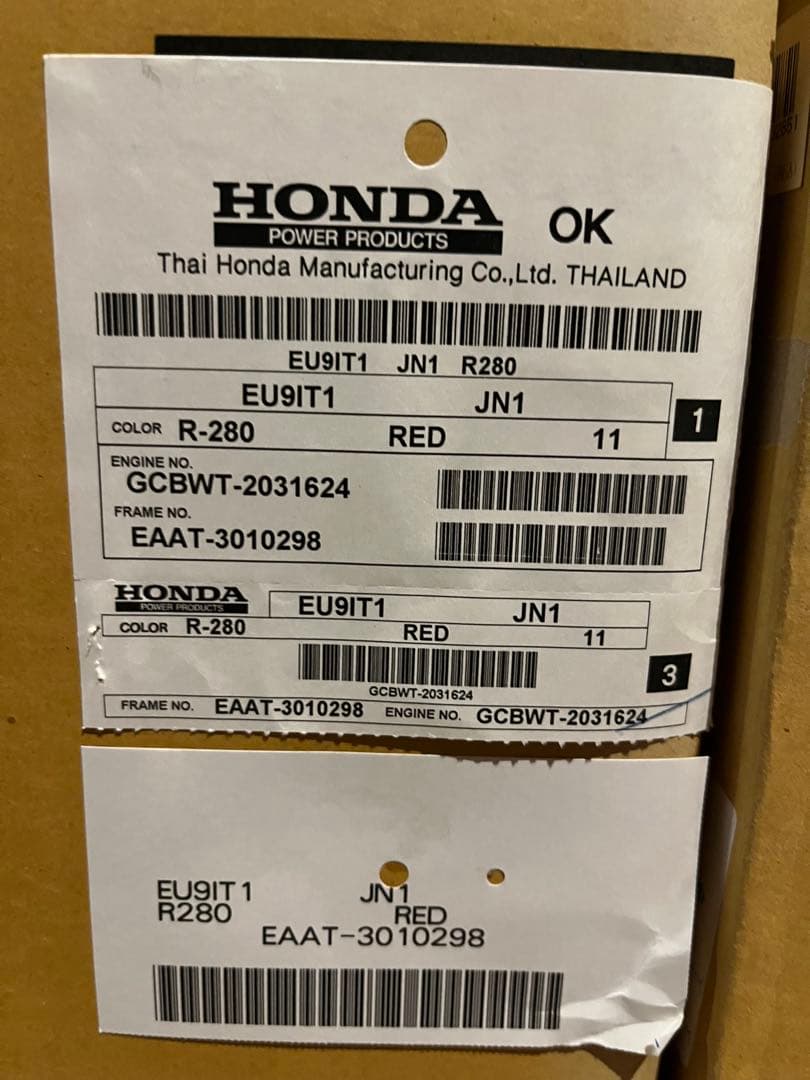 HONDA
POWER PRODUCTS
OK
Thai Honda Manufacturing Co.,Ltd. THAILAND
EU9IT1 JN1 R280
EU9IT1 JN1
1
COLOR R-280 RED 11
ENGINE NO.
GCBWT-2031624
FRAME NO.
EAAT-3010298
HONDA
POWER PRODUCTS
EU9IT1 JN1
COLOR R-280 RED 11
3
GCBWT-2031624
FRAME NO. EAAT-3010298 ENGINE NO. GCBWT-2031624
EU9IT1 JN1
R280 RED
EAAT-3010298